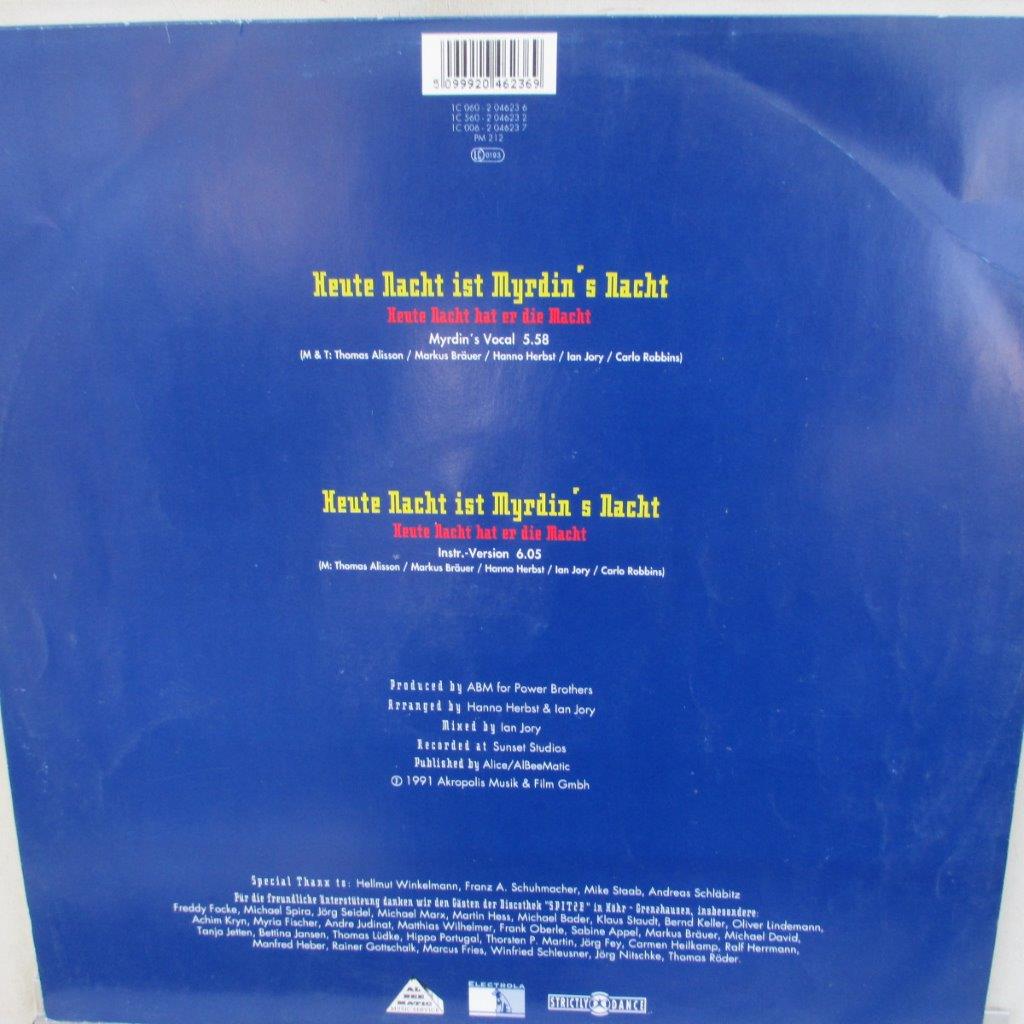 5 099920 462369
1C 060 - 2 04623 6
1C 560 - 2 04623 2
1C 006 - 2 04623 7
PM 212
LC 0193
Heute Nacht ist Myrdin's Nacht
Heute Nacht hat er die Macht
Myrdin's Vocal 5.58
(M & T: Thomas Alisson / Markus Bräuer / Hanno Herbst / Ian Jory / Carlo Robbins)
Heute Nacht ist Myrdin's Nacht
Heute Nacht hat er die Macht
Instr.-Version 6.05
(M: Thomas Alisson / Markus Bräuer / Hanno Herbst / Ian Jory / Carlo Robbins)
Produced by ABM for Power Brothers
Arranged by Hanno Herbst & Ian Jory
Mixed by Ian Jory
Recorded at Sunset Studios
Published by Alice/AlBeeMatic
℗ 1991 Akropolis Musik & Film Gmbh
Special Thanx to: Hellmut Winkelmann, Franz A. Schuhmacher, Mike Staab, Andreas Schläbitz
Für die freundliche Unterstützung danken wir den Gästen der Discothek "SPITZE" in Höhr - Grenzhausen, insbesondere:
Freddy Focke, Michael Spira, Jörg Seidel, Michael Marx, Martin Hess, Michael Bader, Klaus Staudt, Bernd Keller, Oliver Lindemann,
Achim Kryn, Myria Fischer, Andre Judinat, Matthias Wilhelmer, Frank Oberle, Sabine Appel, Markus Bräuer, Michael David,
Tanja Jetten, Bettina Jansen, Thomas Lüdke, Hippo Portugal, Thorsten P. Martin, Jörg Fey, Carmen Heilkamp, Ralf Herrmann,
Manfred Heber, Rainer Gottschalk, Marcus Fries, Winfried Schleusner, Jörg Nitschke, Thomas Röder.
AL
BEE
MATIC
MUSIC SERVICE
ELECTROLA
STRICTLY DANCE